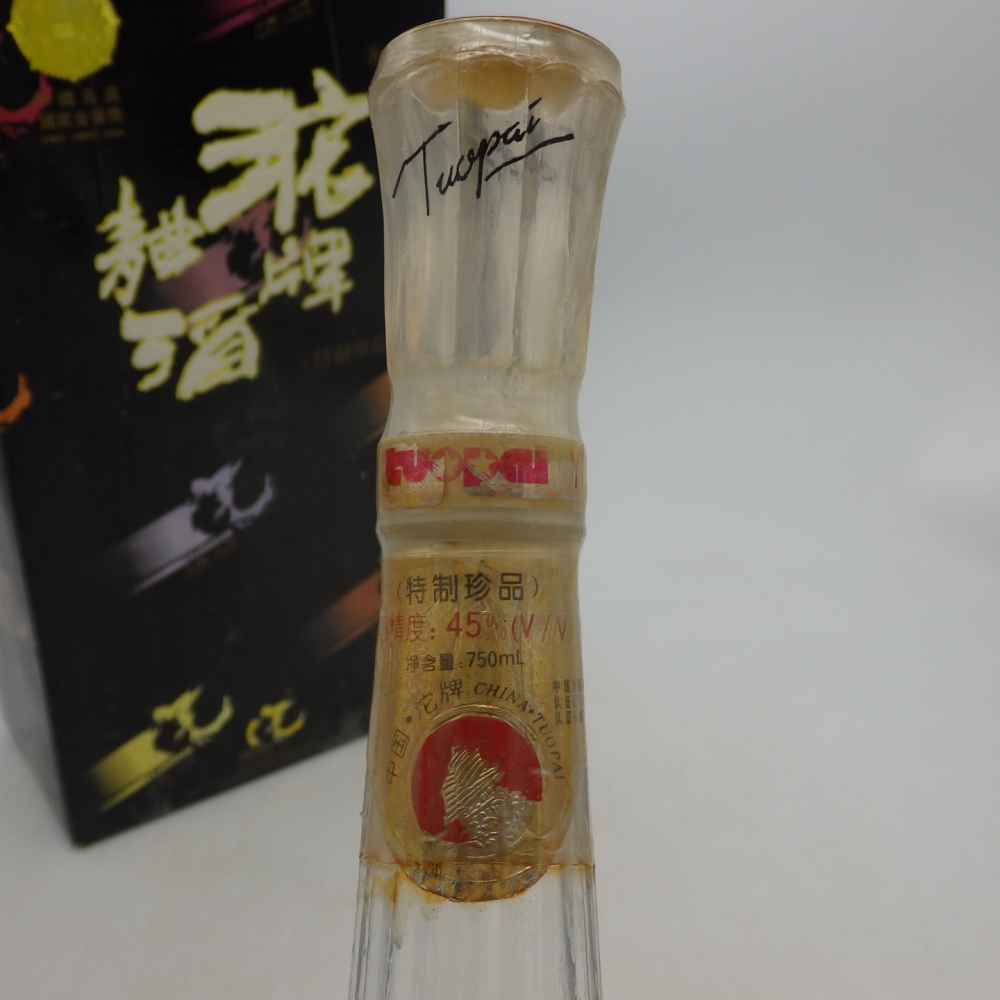 沱
牌
麯
酒
Tuopai
tuopai
（特制珍品）
精度：45％（V／V
净含量：750mL
中国·沱牌 CHINA·TUOPAI